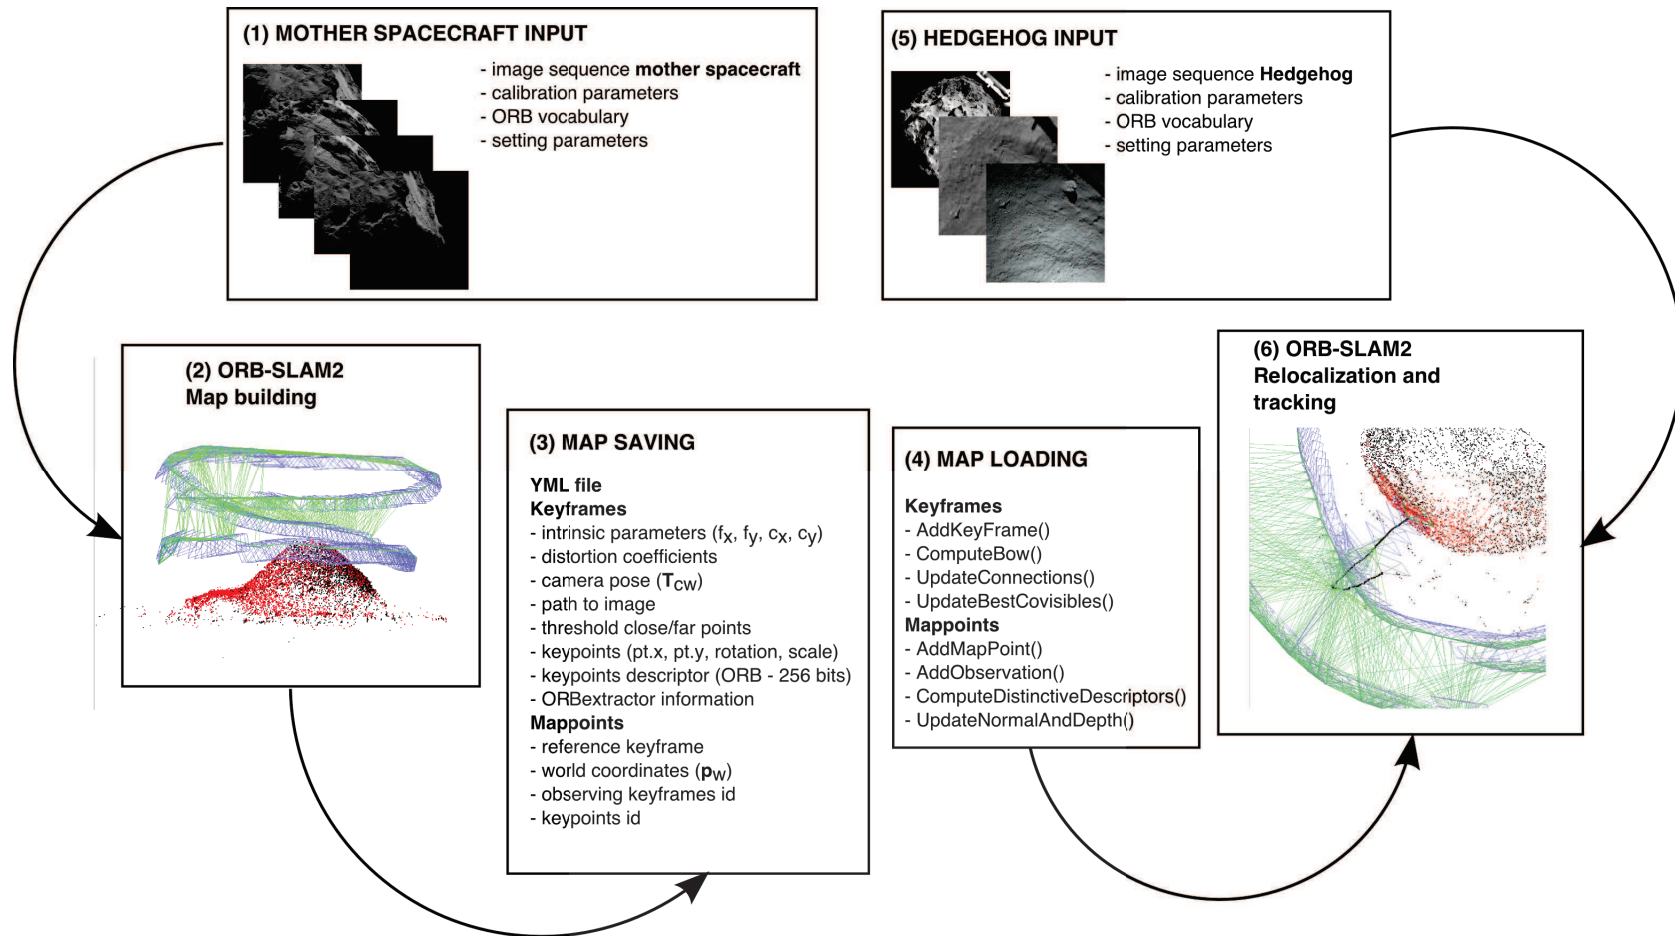 (1) MOTHER SPACECRAFT INPUT
- image sequence mother spacecraft
- calibration parameters
- ORB vocabulary
- setting parameters
(5) HEDGEHOG INPUT
- image sequence Hedgehog
- calibration parameters
- ORB vocabulary
- setting parameters
(2) ORB-SLAM2
Map building
(3) MAP SAVING
YML file
Keyframes
- intrinsic parameters (fx, fy, cx, cy)
- distortion coefficients
- camera pose (Tcw)
- path to image
- threshold close/far points
- keypoints (pt.x, pt.y, rotation, scale)
- keypoints descriptor (ORB - 256 bits)
- ORBextractor information
Mappoints
- reference keyframe
- world coordinates (pw)
- observing keyframes id
- keypoints id
(4) MAP LOADING
Keyframes
- AddKeyFrame()
- ComputeBow()
- UpdateConnections()
- UpdateBestCovisibles()
Mappoints
- AddMapPoint()
- AddObservation()
- ComputeDistinctiveDescriptors()
- UpdateNormalAndDepth()
(6) ORB-SLAM2
Relocalization and
tracking